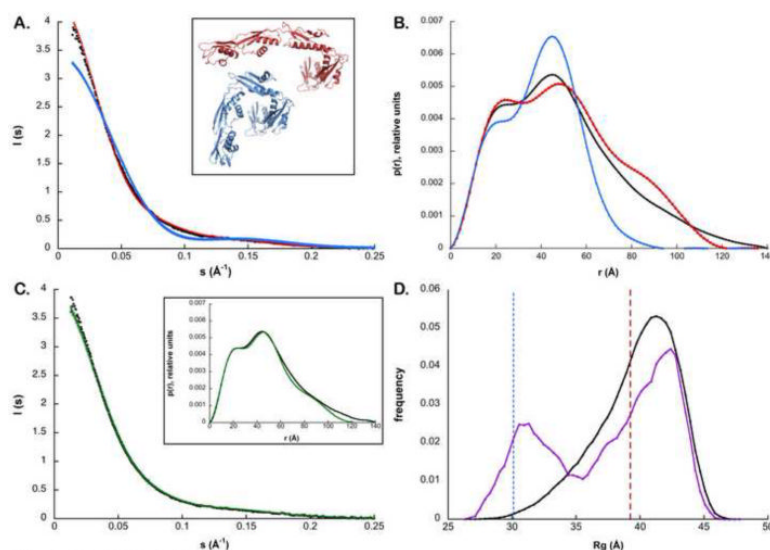 A.
I (s)
4
3.5
3
2.5
2
1.5
1
0.5
0
0 0.05 0.1 0.15 0.2 0.25
s (Å⁻¹)
B.
p(r), relative units
0.007
0.006
0.005
0.004
0.003
0.002
0.001
0.000
0 20 40 60 80 100 120 140
r (Å)
C.
I (s)
4
3.5
3
2.5
2
1.5
1
0.5
0
0 0.05 0.1 0.15 0.2 0.25
s (Å⁻¹)
p(r), relative units
0.007
0.006
0.005
0.004
0.003
0.002
0.001
0.000
0 20 40 60 80 100 120 140
r (Å)
D.
frequency
0.06
0.05
0.04
0.03
0.02
0.01
0
25 30 35 40 45 50
Rg (Å)